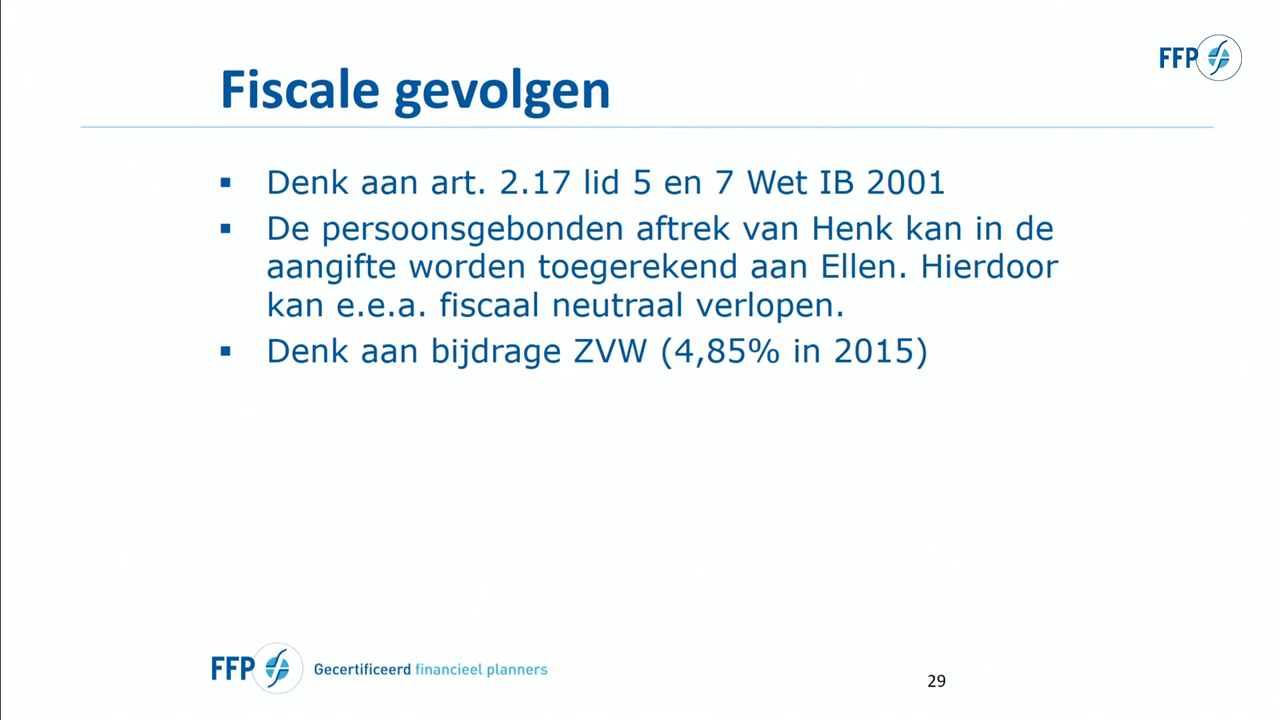 FFP
Fiscale gevolgen
▪ Denk aan art. 2.17 lid 5 en 7 Wet IB 2001
▪ De persoonsgebonden aftrek van Henk kan in de
aangifte worden toegerekend aan Ellen. Hierdoor
kan e.e.a. fiscaal neutraal verlopen.
▪ Denk aan bijdrage ZVW (4,85% in 2015)
FFP Gecertificeerd financieel planners
29